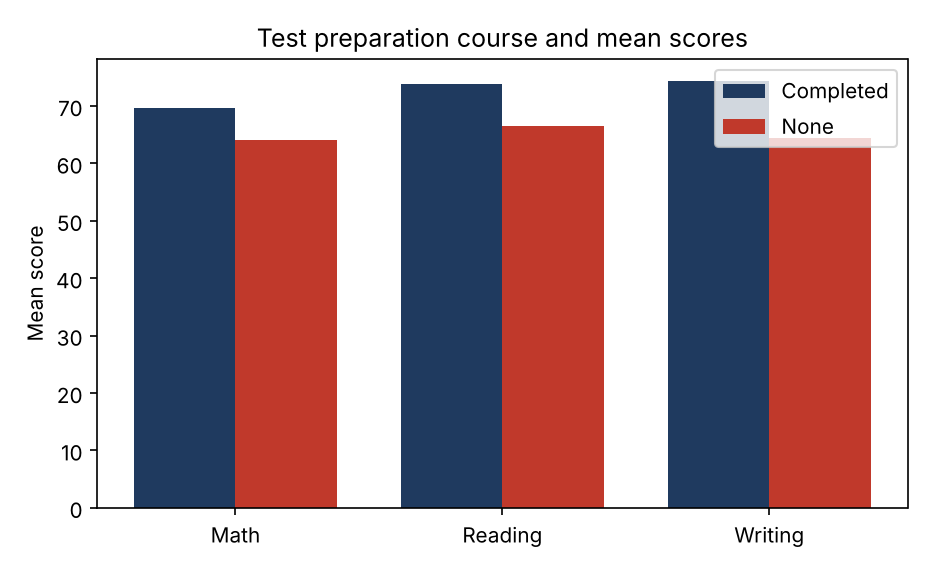 Test preparation course and mean scores
Completed
None
Mean score
70
60
50
40
30
20
10
0
Math
Reading
Writing